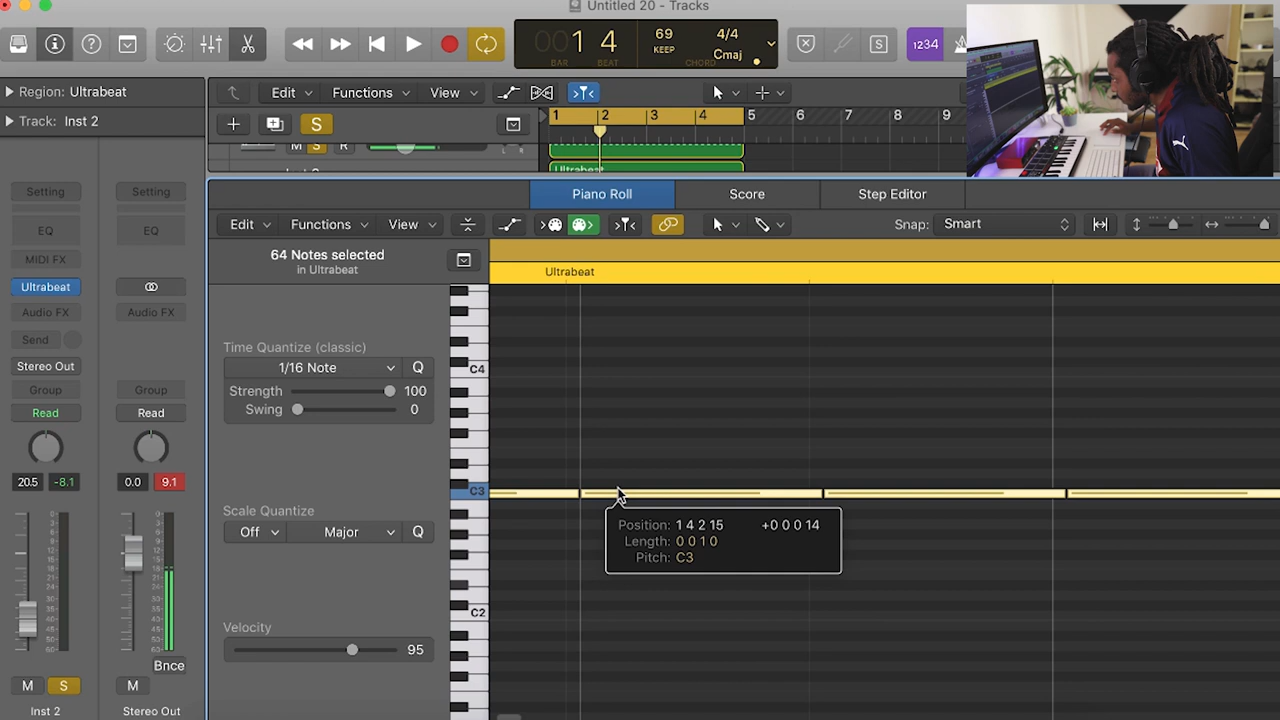 Untitled 20 - Tracks
001 4 69 4/4
KEEP Cmaj
BAR BEAT CHORD
S 1234
Region: Ultrabeat
Track: Inst 2
Edit Functions View
S
1 2 3 4 5 6 7 8 9
M S R
Ultrabeat
Piano Roll Score Step Editor
Edit Functions View Snap: Smart
64 Notes selected
in Ultrabeat
Ultrabeat
Setting Setting
EQ EQ
MIDI FX
Ultrabeat
Audio FX Audio FX
Send
Stereo Out
Group Group
Read Read
20.5 -8.1 0.0 9.1
Time Quantize (classic)
1/16 Note Q
Strength 100
Swing 0
Scale Quantize
Off Major Q
Velocity
95
C4
C3
C2
Position: 1 4 2 15 +0 0 0 14
Length: 0 0 1 0
Pitch: C3
Bnce
M S M
Inst 2 Stereo Out